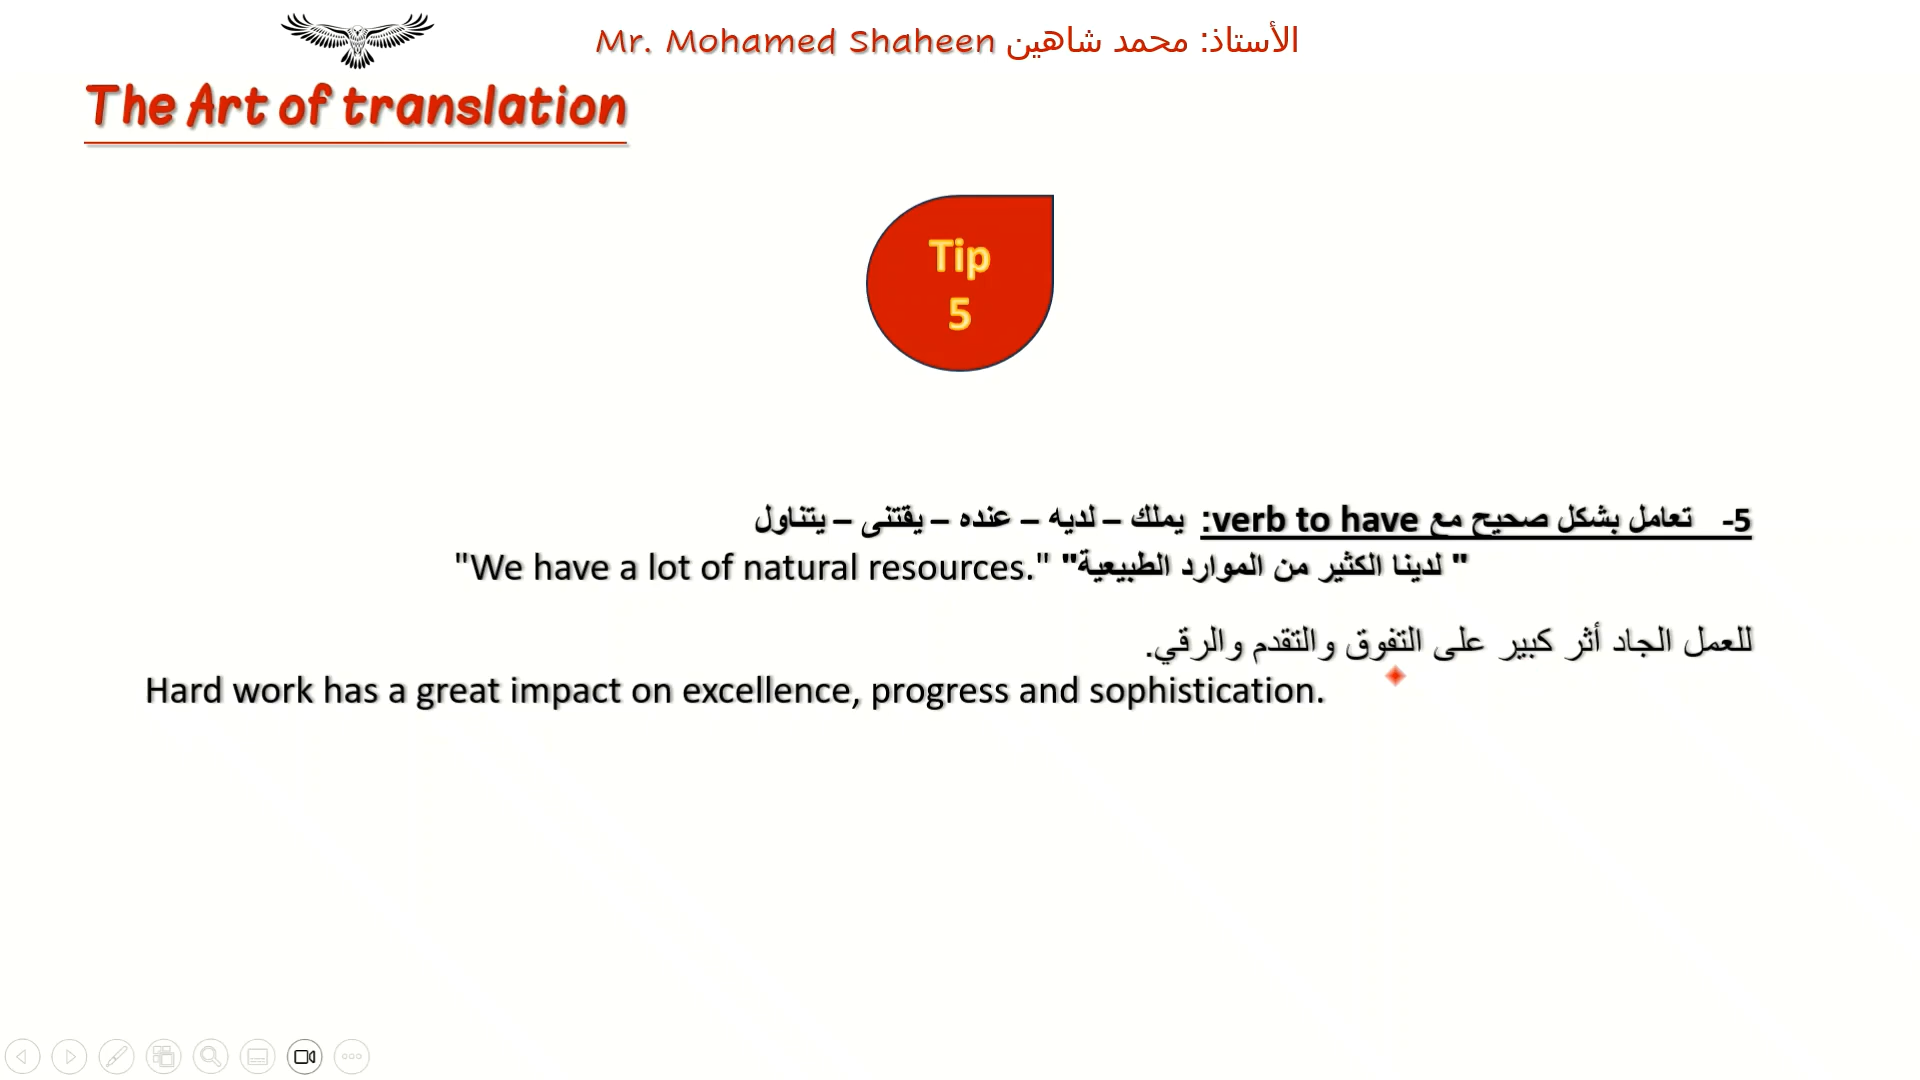 Mr. Mohamed Shaheen الأستاذ: محمد شاهين
The Art of translation
Tip
5
5- تعامل بشكل صحيح مع verb to have: يملك – لديه – عنده – يقتنى – يتناول
"We have a lot of natural resources." " لدينا الكثير من الموارد الطبيعية"
للعمل الجاد أثر كبير على التفوق والتقدم والرقي.
Hard work has a great impact on excellence, progress and sophistication.